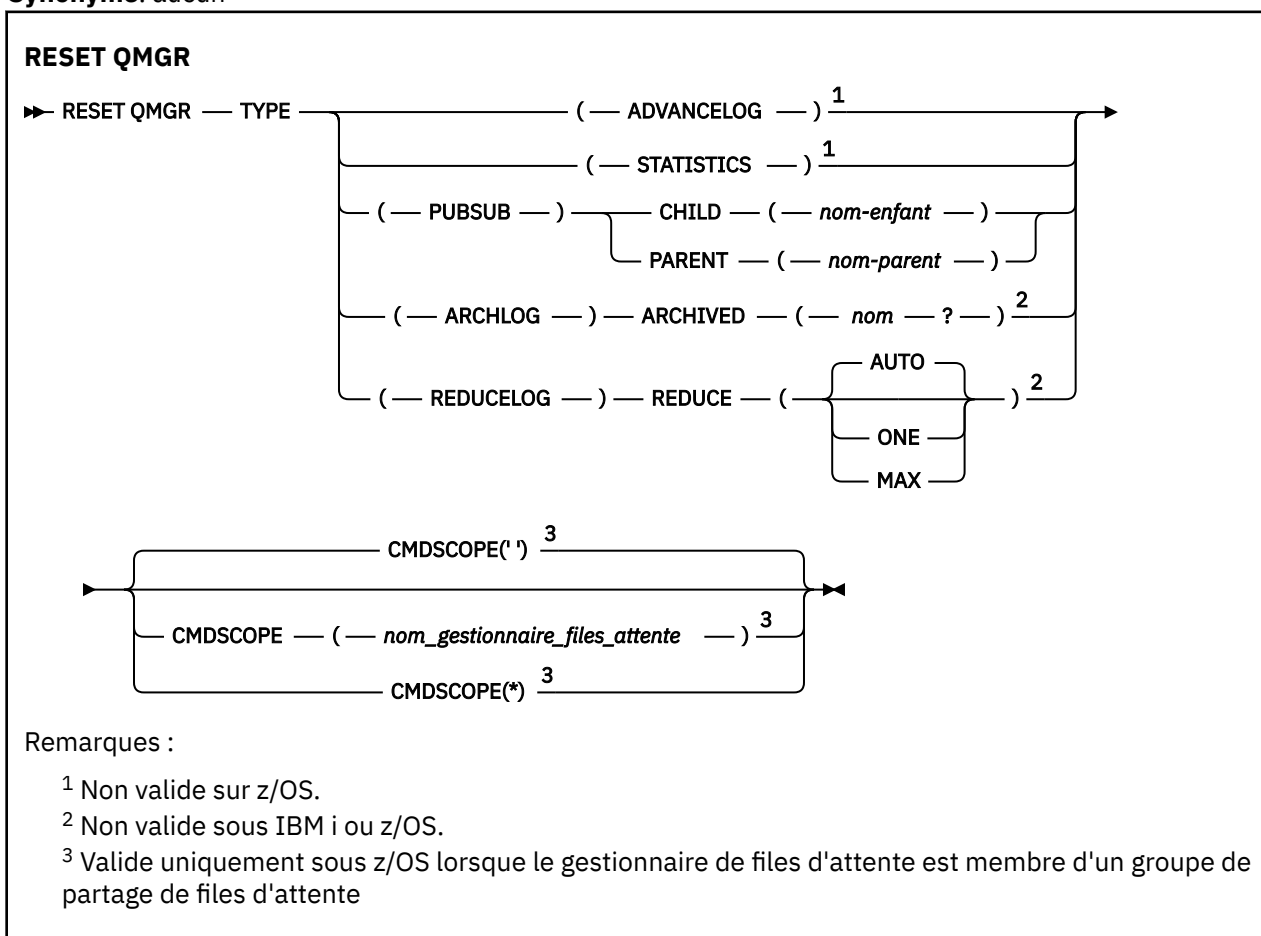 RESET QMGR
RESET QMGR TYPE ( ADVANCELOG ) 1
( STATISTICS ) 1
( PUBSUB ) CHILD ( nom-enfant )
PARENT ( nom-parent )
( ARCHLOG ) ARCHIVED ( nom ? ) 2
AUTO
( REDUCELOG ) REDUCE ( ) 2
ONE
MAX
CMDSCOPE(' ') 3
CMDSCOPE ( nom_gestionnaire_files_attente ) 3
CMDSCOPE(*) 3
Remarques :
1 Non valide sur z/OS.
2 Non valide sous IBM i ou z/OS.
3 Valide uniquement sous z/OS lorsque le gestionnaire de files d'attente est membre d'un groupe de
partage de files d'attente